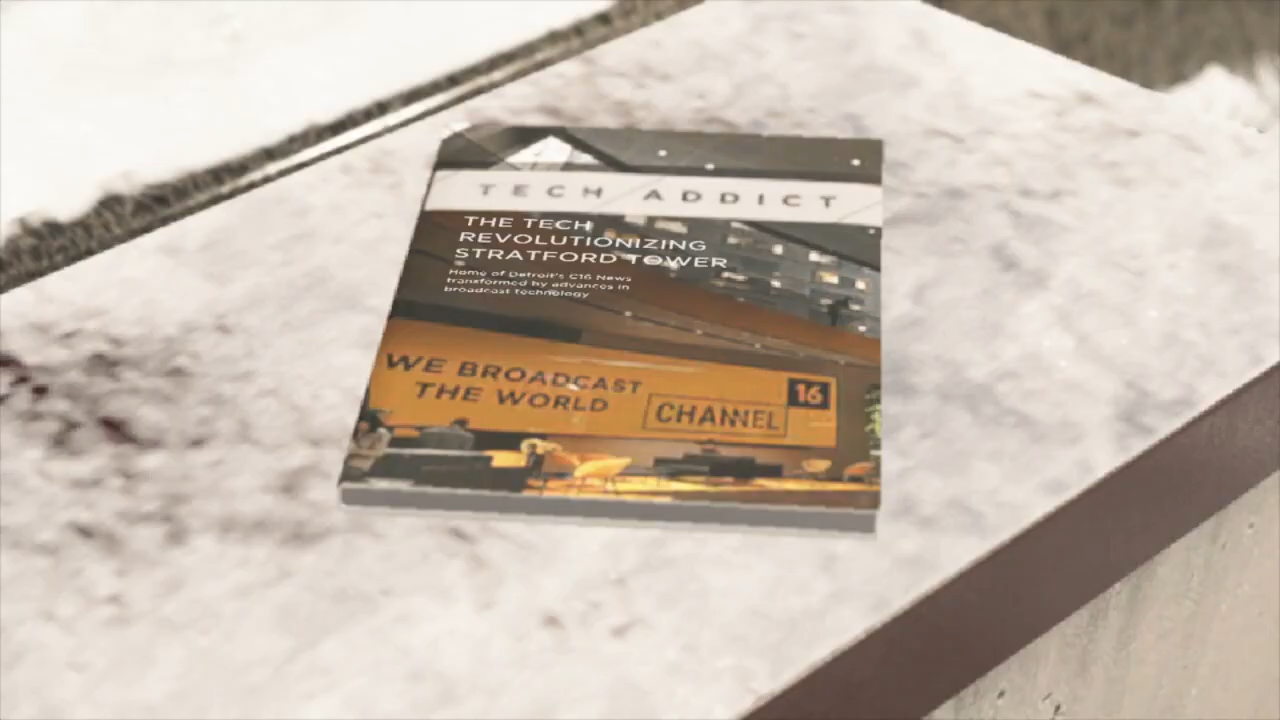 TECH ADDICT
THE TECH
REVOLUTIONIZING
STRATFORD TOWER
Home of Detroit's C16 News
transformed by advances in
broadcast technology
WE BROADCAST
THE WORLD
CHANNEL
16